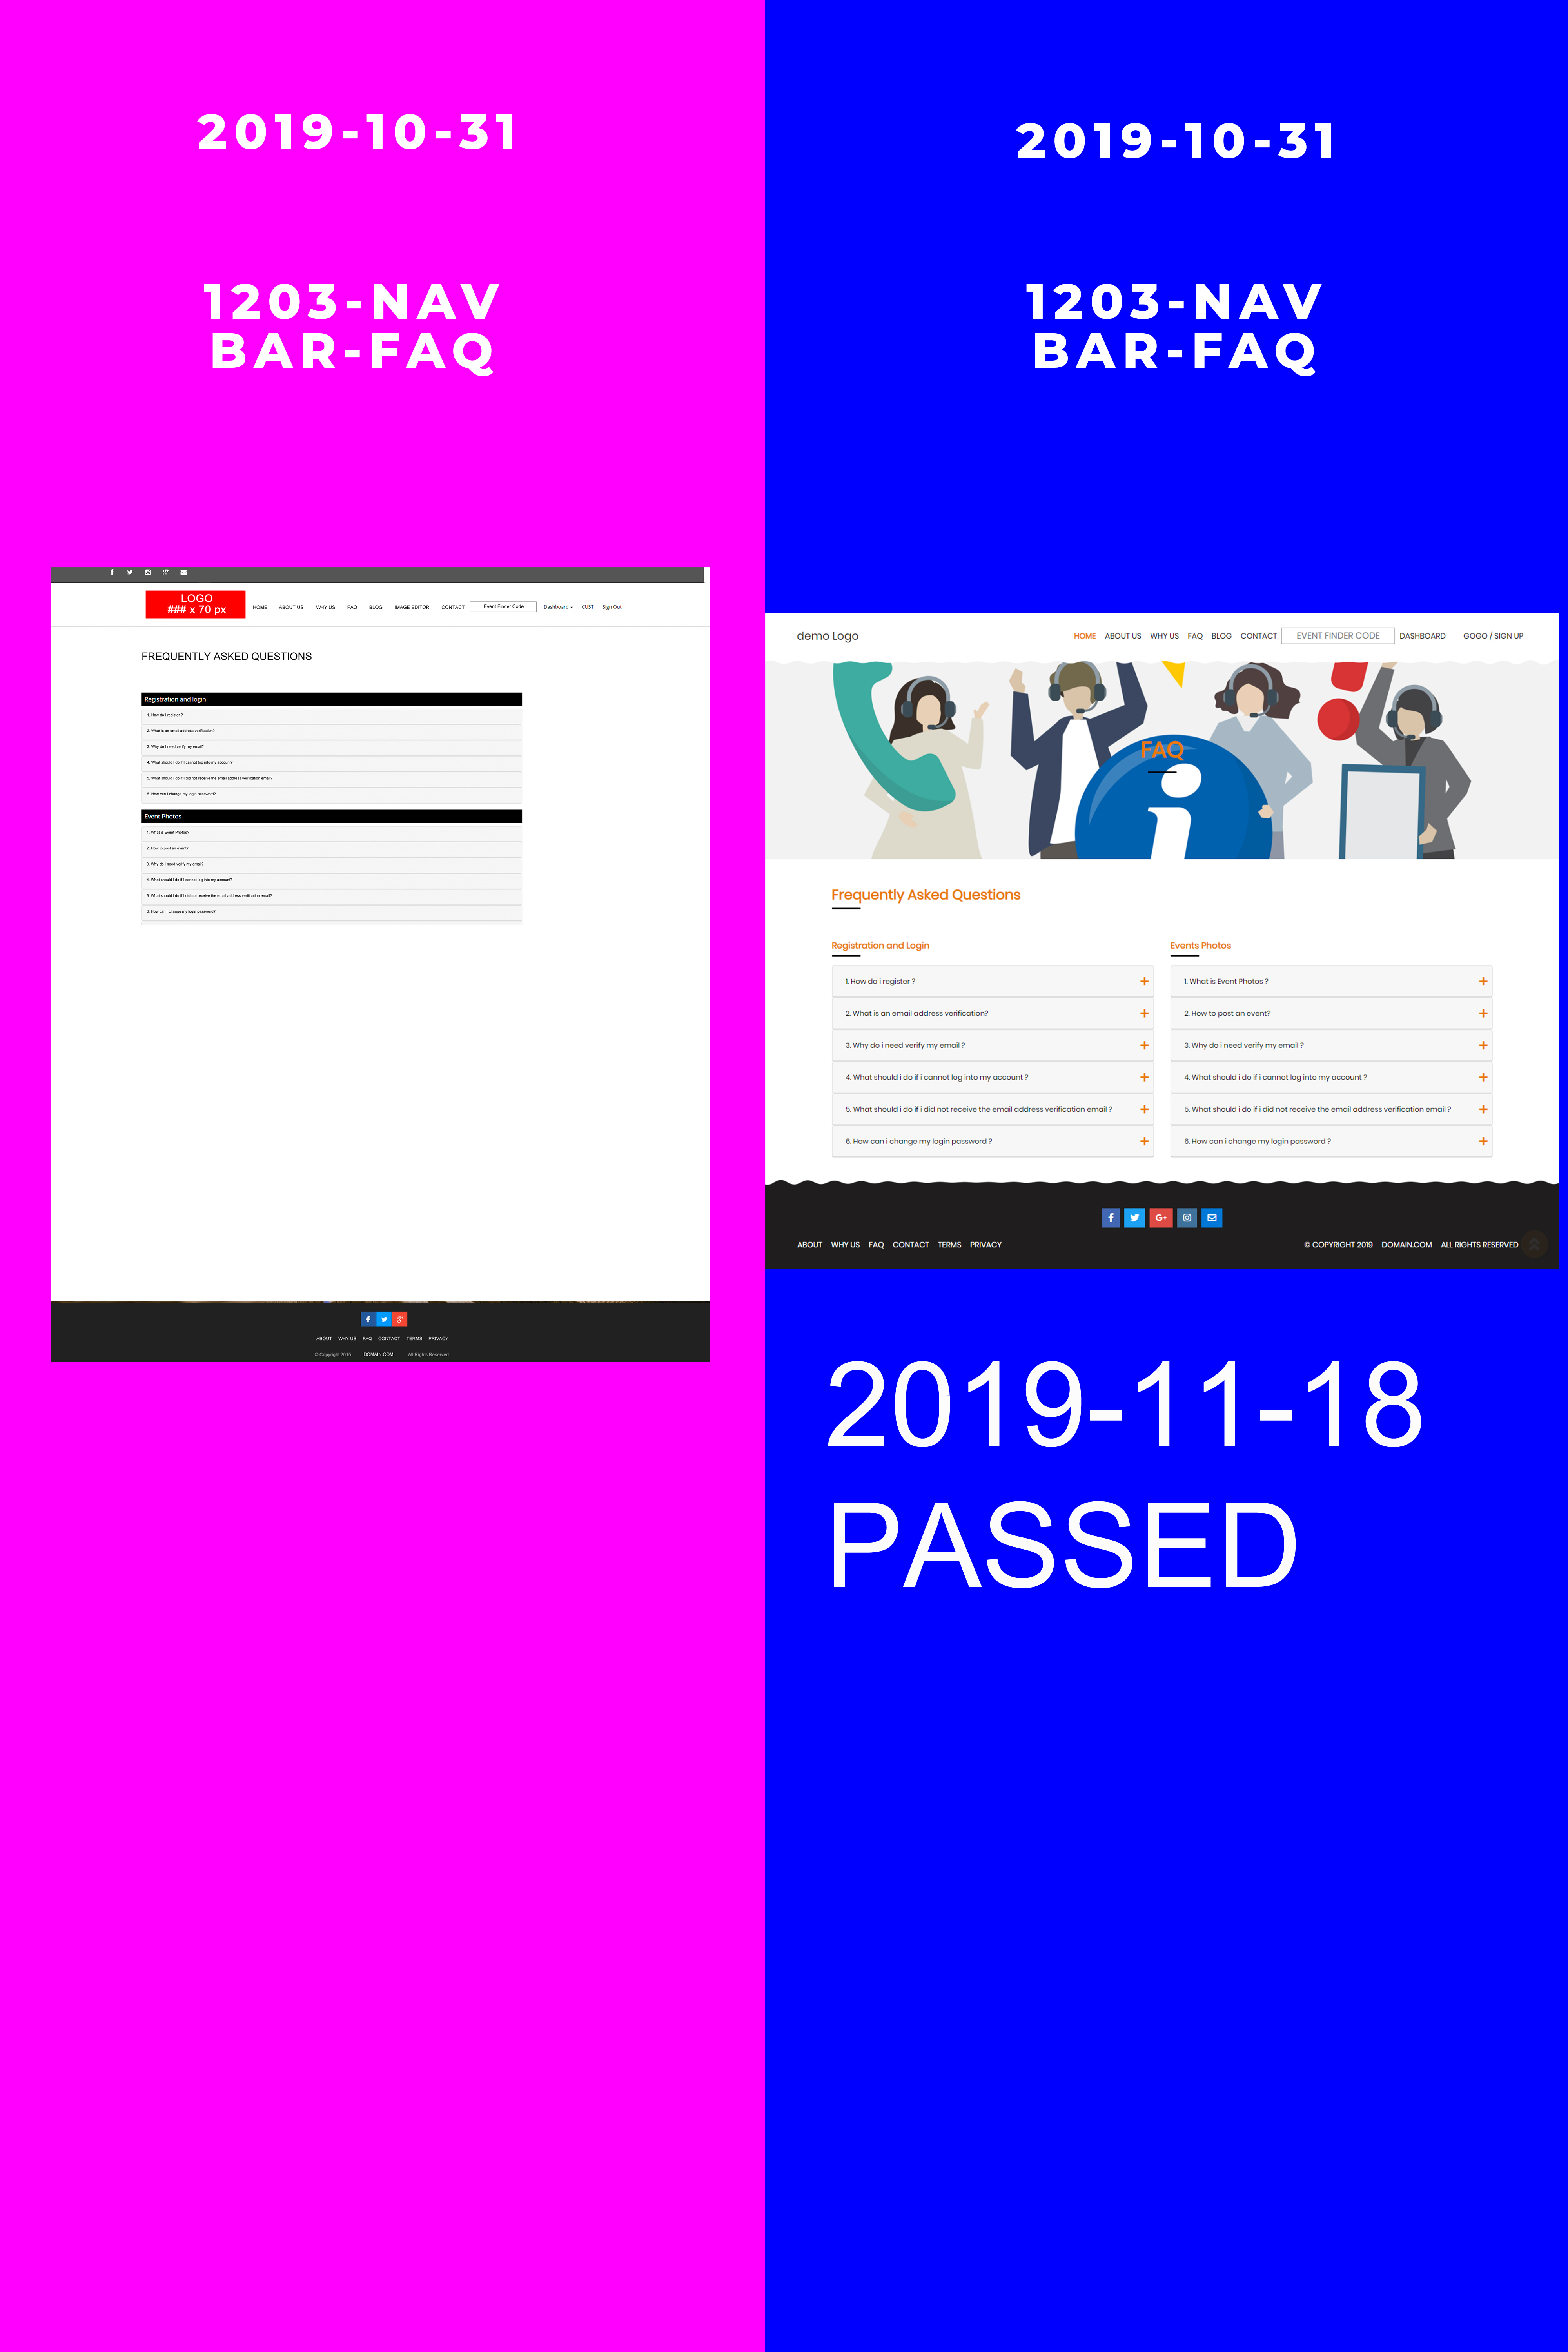 2019-10-31
1203-NAV
BAR-FAQ
LOGO
### x 70 px
HOME ABOUT US WHY US FAQ BLOG IMAGE EDITOR CONTACT Event Finder Code Dashboard CUST Sign Out
FREQUENTLY ASKED QUESTIONS
Registration and login
1. How do I register ?
2. What is an email address verification?
3. Why do I need verify my email?
4. What should I do if I cannot log into my account?
5. What should I do if I did not receive the email address verification email?
6. How can I change my login password?
Event Photos
1. What is Event Photos?
2. How to post an event?
3. Why do I need verify my email?
4. What should I do if I cannot log into my account?
5. What should I do if I did not receive the email address verification email?
6. How can I change my login password?
ABOUT WHY US FAQ CONTACT TERMS PRIVACY
© Copyright 2015 DOMAIN.COM All Rights Reserved
2019-10-31
1203-NAV
BAR-FAQ
demo Logo HOME ABOUT US WHY US FAQ BLOG CONTACT EVENT FINDER CODE DASHBOARD GOGO / SIGN UP
FAQ
Frequently Asked Questions
Registration and Login
1. How do i register ?
2. What is an email address verification?
3. Why do i need verify my email ?
4. What should i do if i cannot log into my account ?
5. What should i do if i did not receive the email address verification email ?
6. How can i change my login password ?
Events Photos
1. What is Event Photos ?
2. How to post an event?
3. Why do i need verify my email ?
4. What should i do if i cannot log into my account ?
5. What should i do if i did not receive the email address verification email ?
6. How can i change my login password ?
ABOUT WHY US FAQ CONTACT TERMS PRIVACY © COPYRIGHT 2019 DOMAIN.COM ALL RIGHTS RESERVED
2019-11-18
PASSED